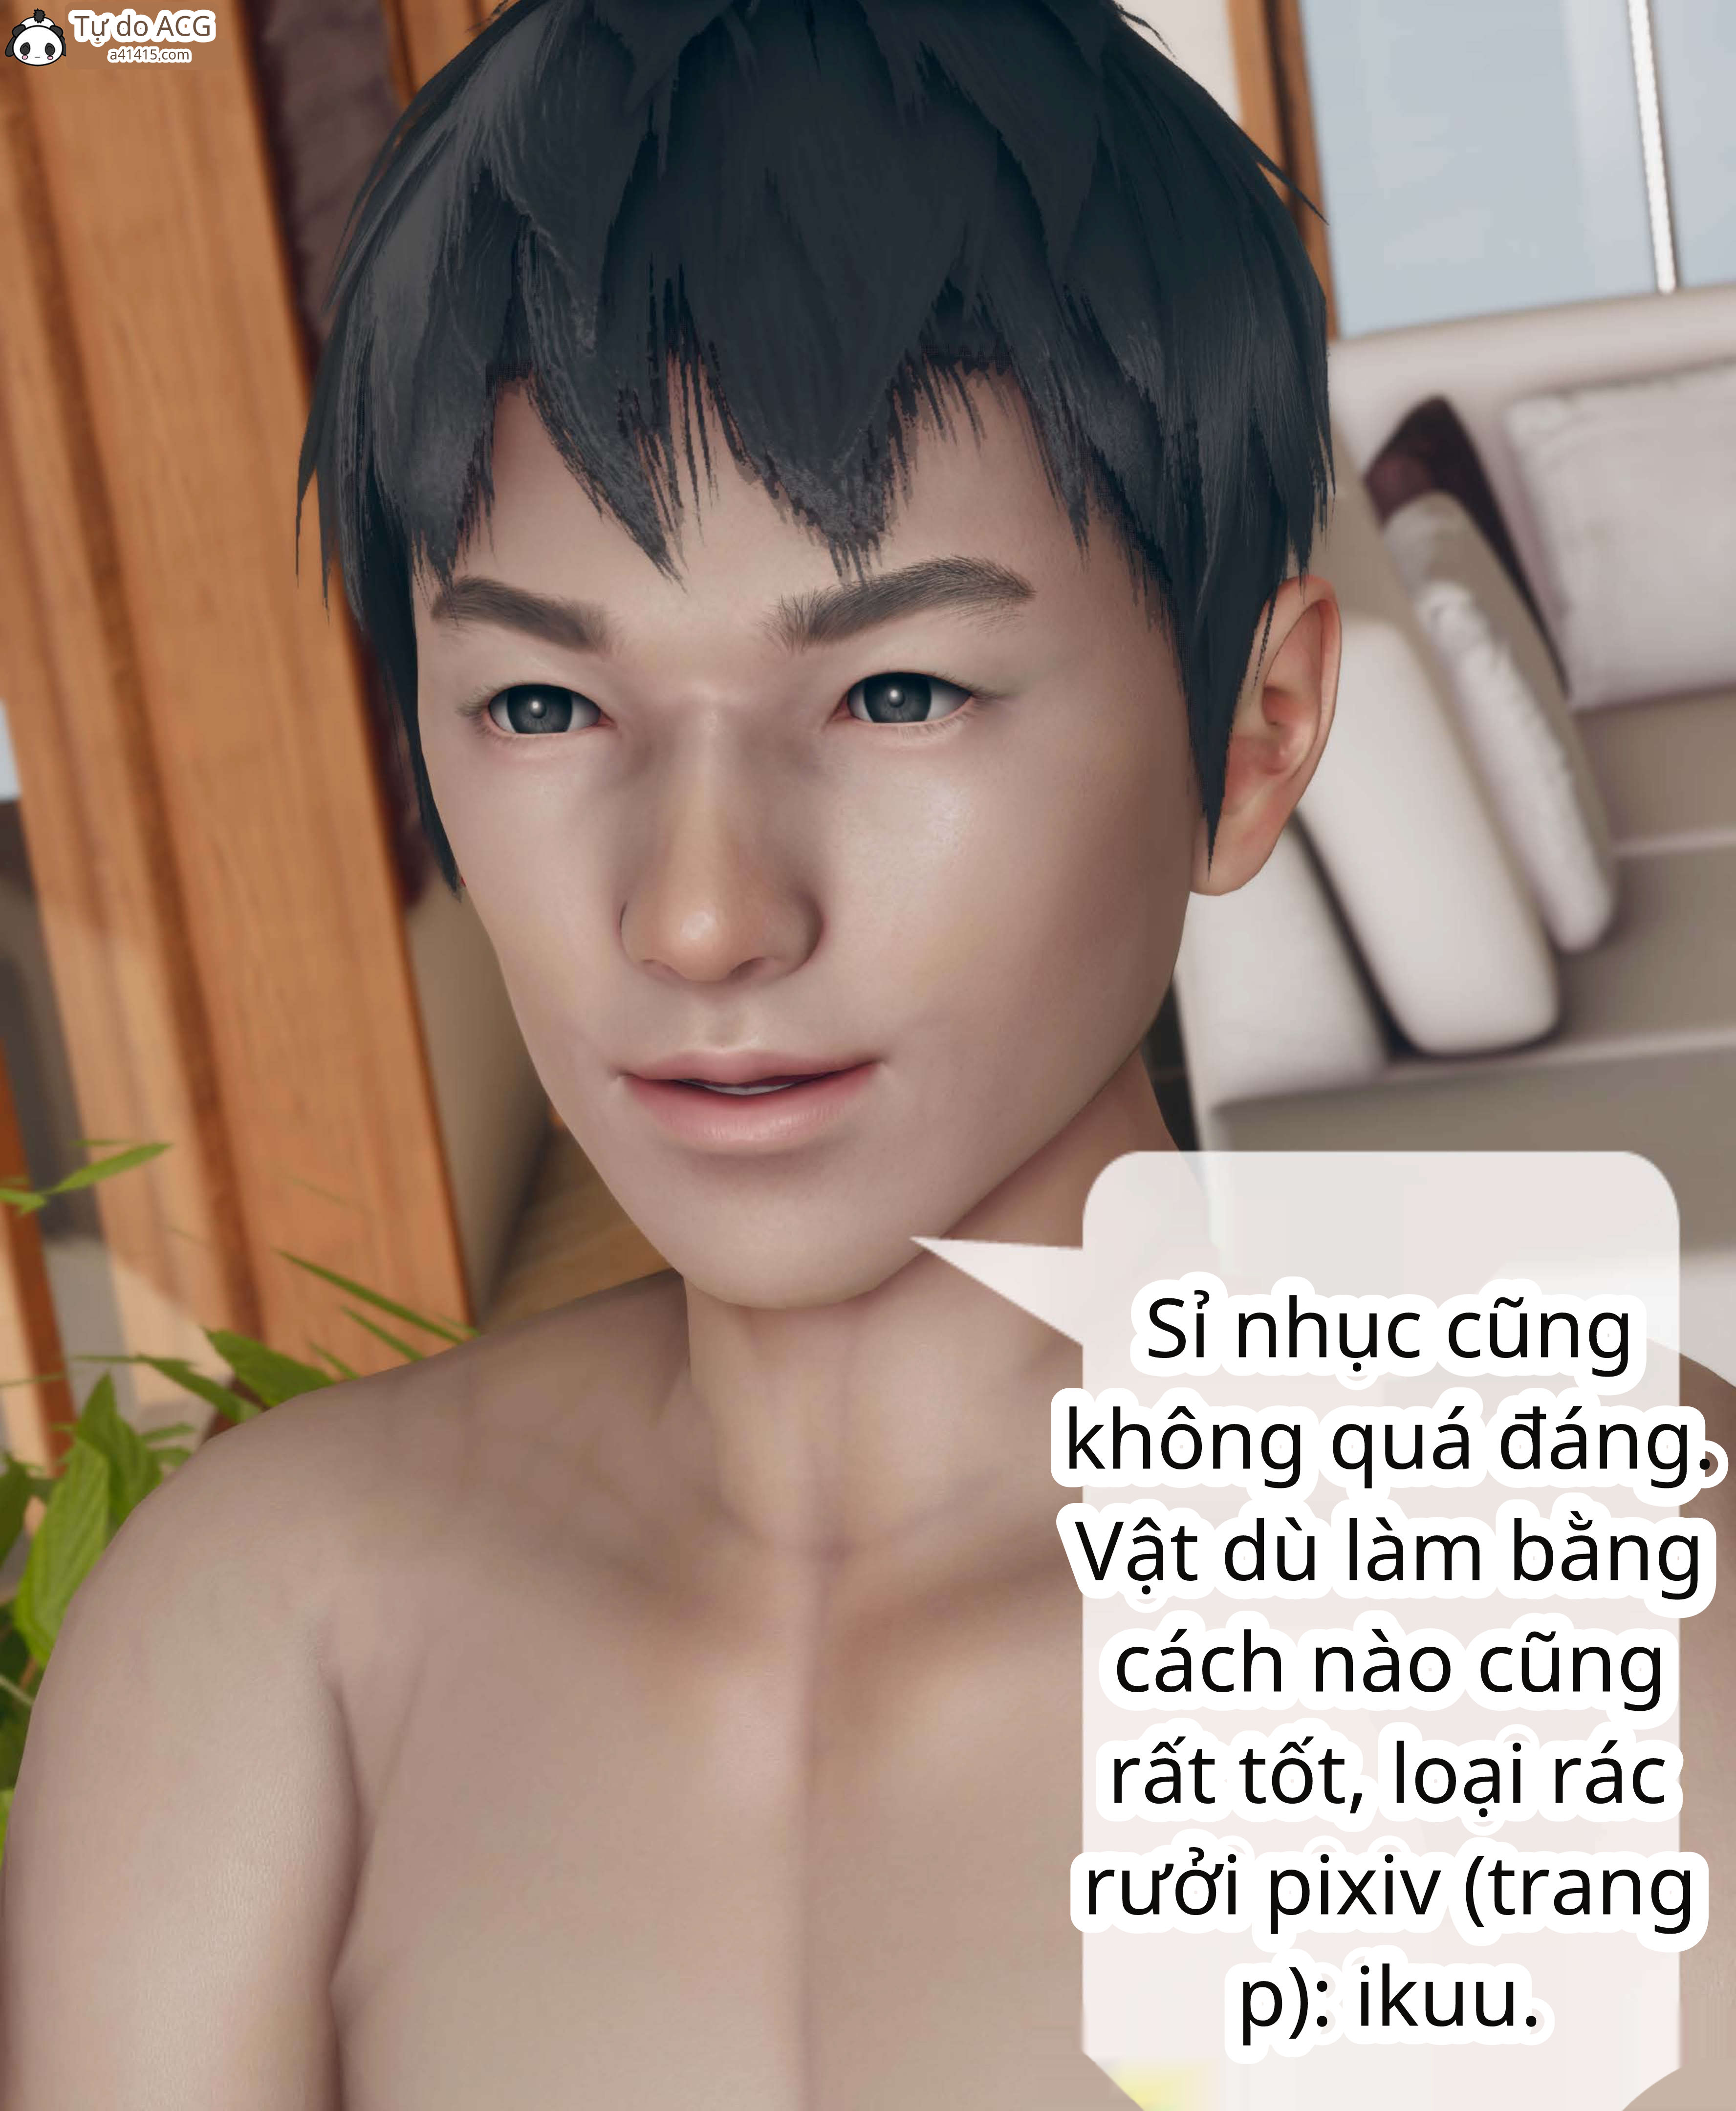 Tự do ACG
a41415.com
Sỉ nhục cũng
không quá đáng.
Vật dù làm bằng
cách nào cũng
rất tốt, loại rác
rưởi pixiv (trang
p): ikuu.